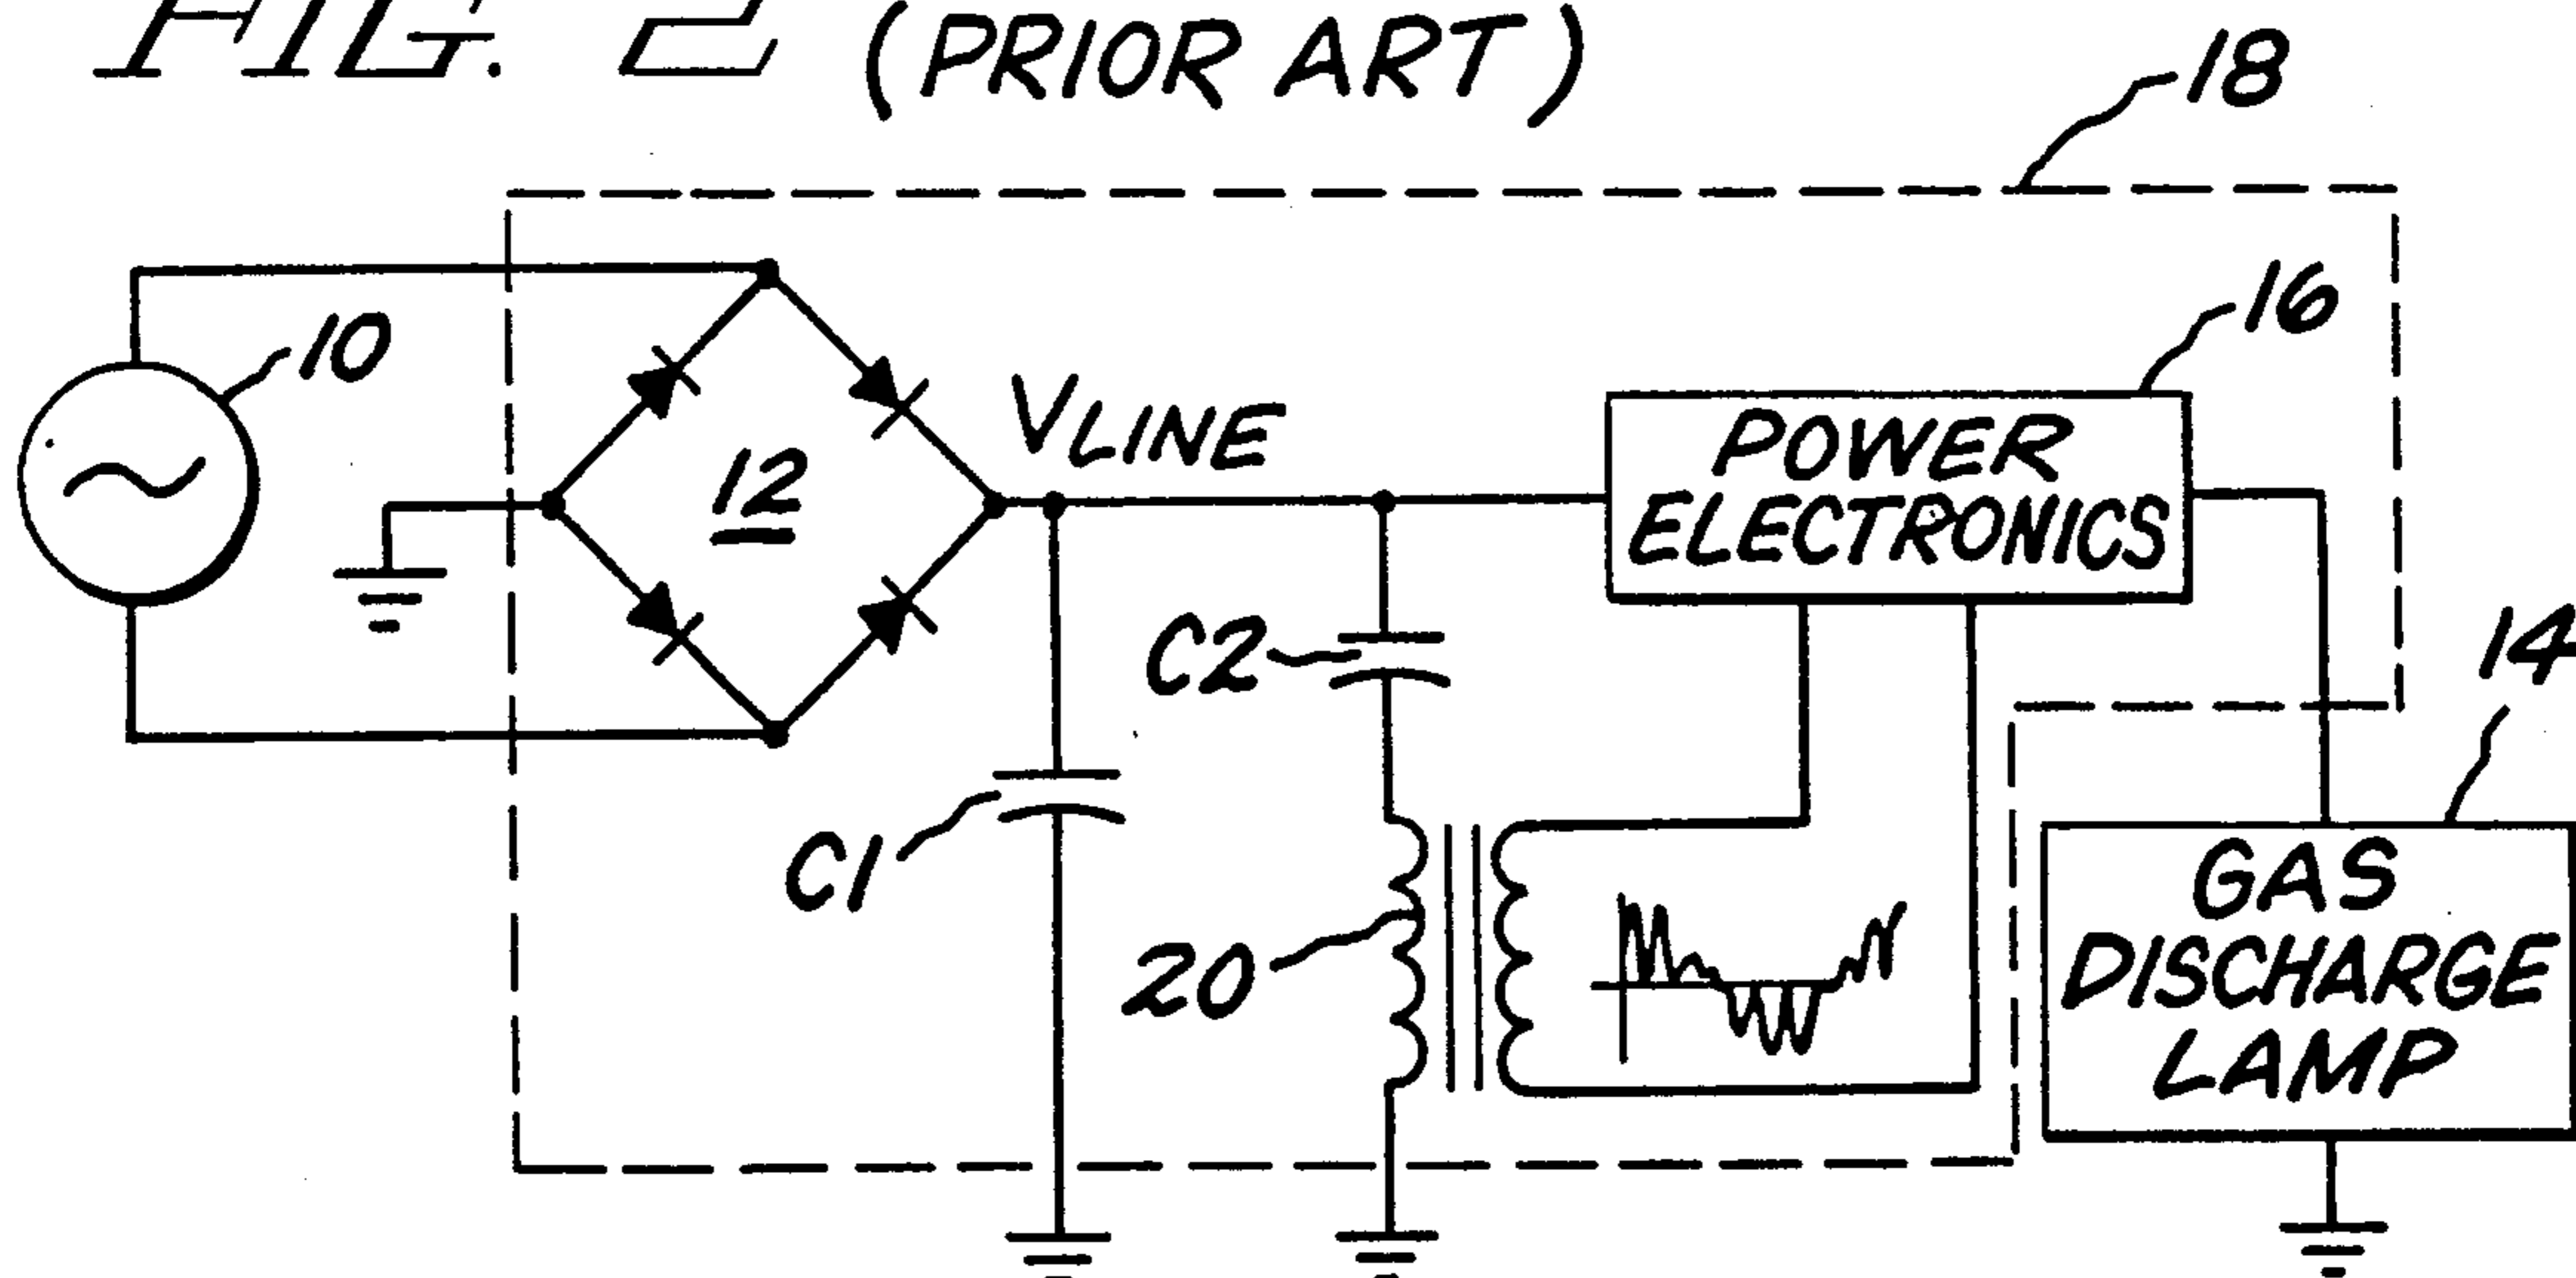 FIG. 2 (PRIOR ART)
18
10
16
12
VLINE
POWER
ELECTRONICS
C2
14
C1
20
GAS
DISCHARGE
LAMP